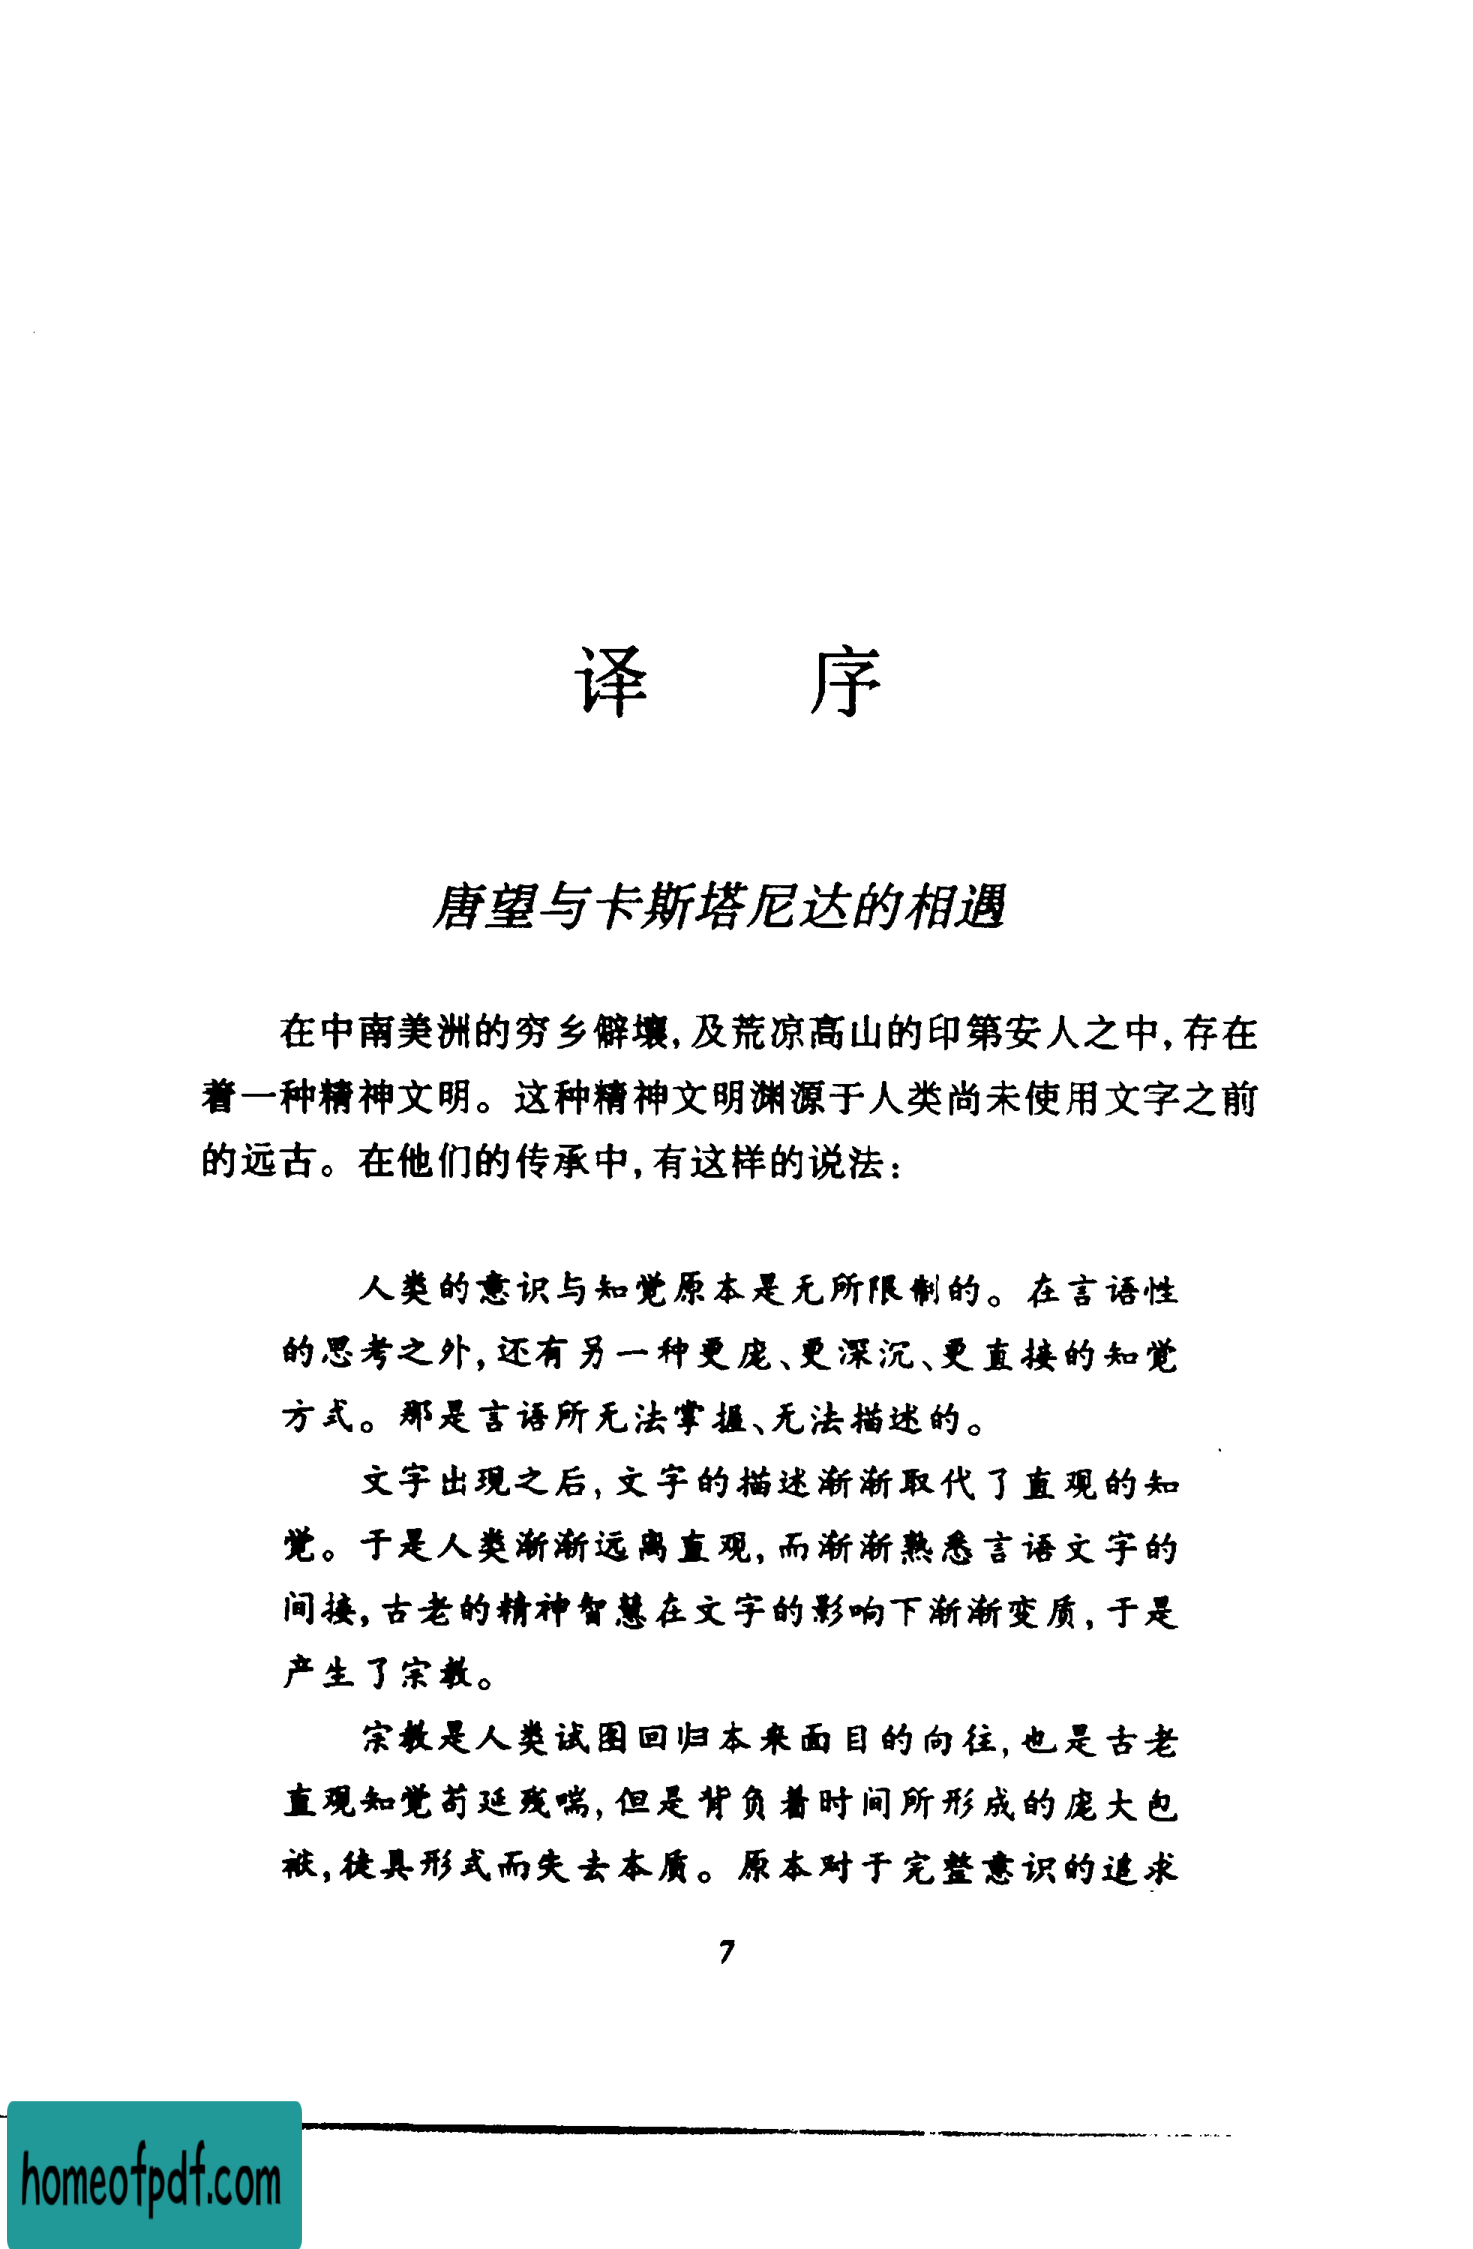 译 序
唐望与卡斯塔尼达的相遇
在中南美洲的穷乡僻壤,及荒凉高山的印第安人之中,存在
着一种精神文明。这种精神文明渊源于人类尚未使用文字之前
的远古。在他们的传承中,有这样的说法:
人类的意识与知觉原本是无所限制的。在言语性
的思考之外,还有另一种更庞、更深沉、更直接的知觉
方式。那是言语所无法掌握、无法描述的。
文字出现之后,文字的描述渐渐取代了直观的知
觉。于是人类渐渐远离直观,而渐渐熟悉言语文字的
间接,古老的精神智慧在文字的影响下渐渐变质,于是
产生了宗教。
宗教是人类试图回归本来面目的向往,也是古老
直观知觉苟延残喘,但是背负着时间所形成的庞大包
袱,徒具形式而失去本质。原本对于完整意识的追求
7
homeofpdf.com